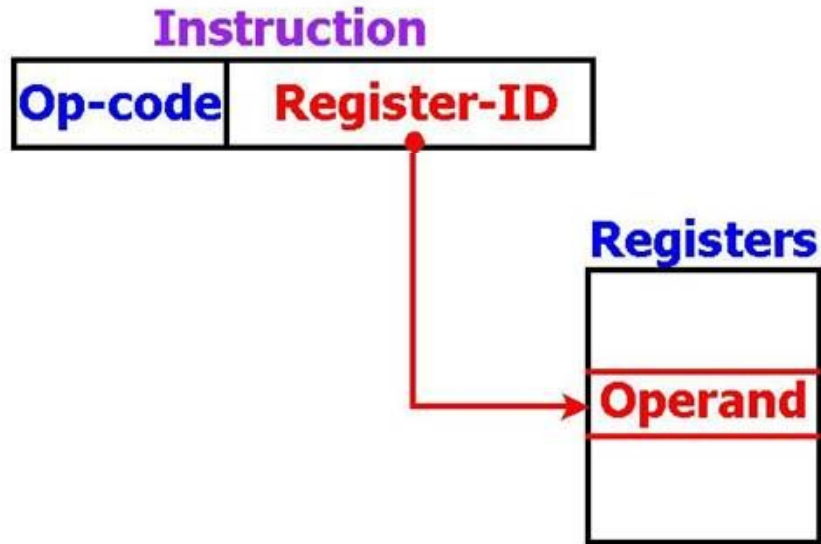 Instruction
Op-code Register-ID
Registers
Operand